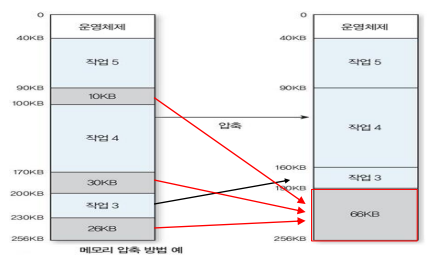 0
운영체제
40KB
작업 5
90KB
10KB
100KB
작업 4
170KB
30KB
200KB
작업 3
230KB
26KB
256KB
메모리 압축 방법 예
압축
0
운영체제
40KB
작업 5
90KB
작업 4
160KB
작업 3
190KB
66KB
256KB